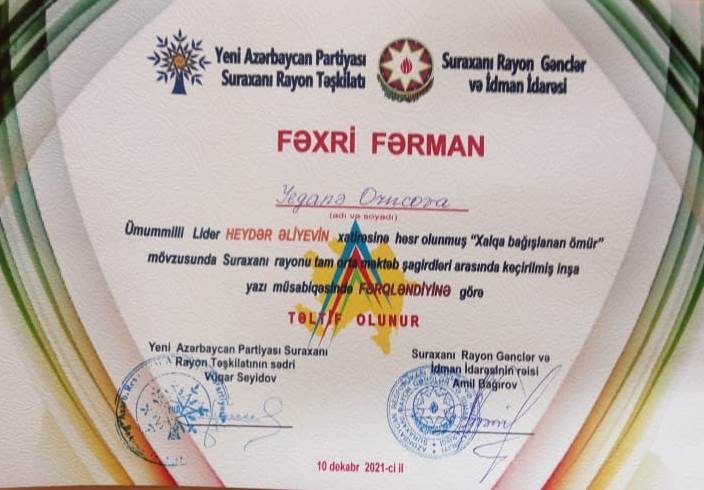 Yeni Azərbaycan Partiyası
Suraxanı Rayon Təşkilatı
Suraxanı Rayon Gənclər
və İdman İdarəsi
FƏXRİ FƏRMAN
Yeganə Orucova
(adı və soyadı)
Ümummilli Lider HEYDƏR ƏLİYEVİN xatirəsinə həsr olunmuş "Xalqa bağışlanan ömür"
mövzusunda Suraxanı rayonu tam orta məktəb şagirdləri arasında keçirilmiş inşa
yazı müsabiqəsində FƏRQLƏNDİYİNƏ görə
TƏLTİF OLUNUR
Yeni Azərbaycan Partiyası Suraxanı
Rayon Təşkilatının sədri
Vüqar Seyidov
Suraxanı Rayon Gənclər və
İdman İdarəsinin rəisi
Amil Bağırov
10 dekabr 2021-ci il